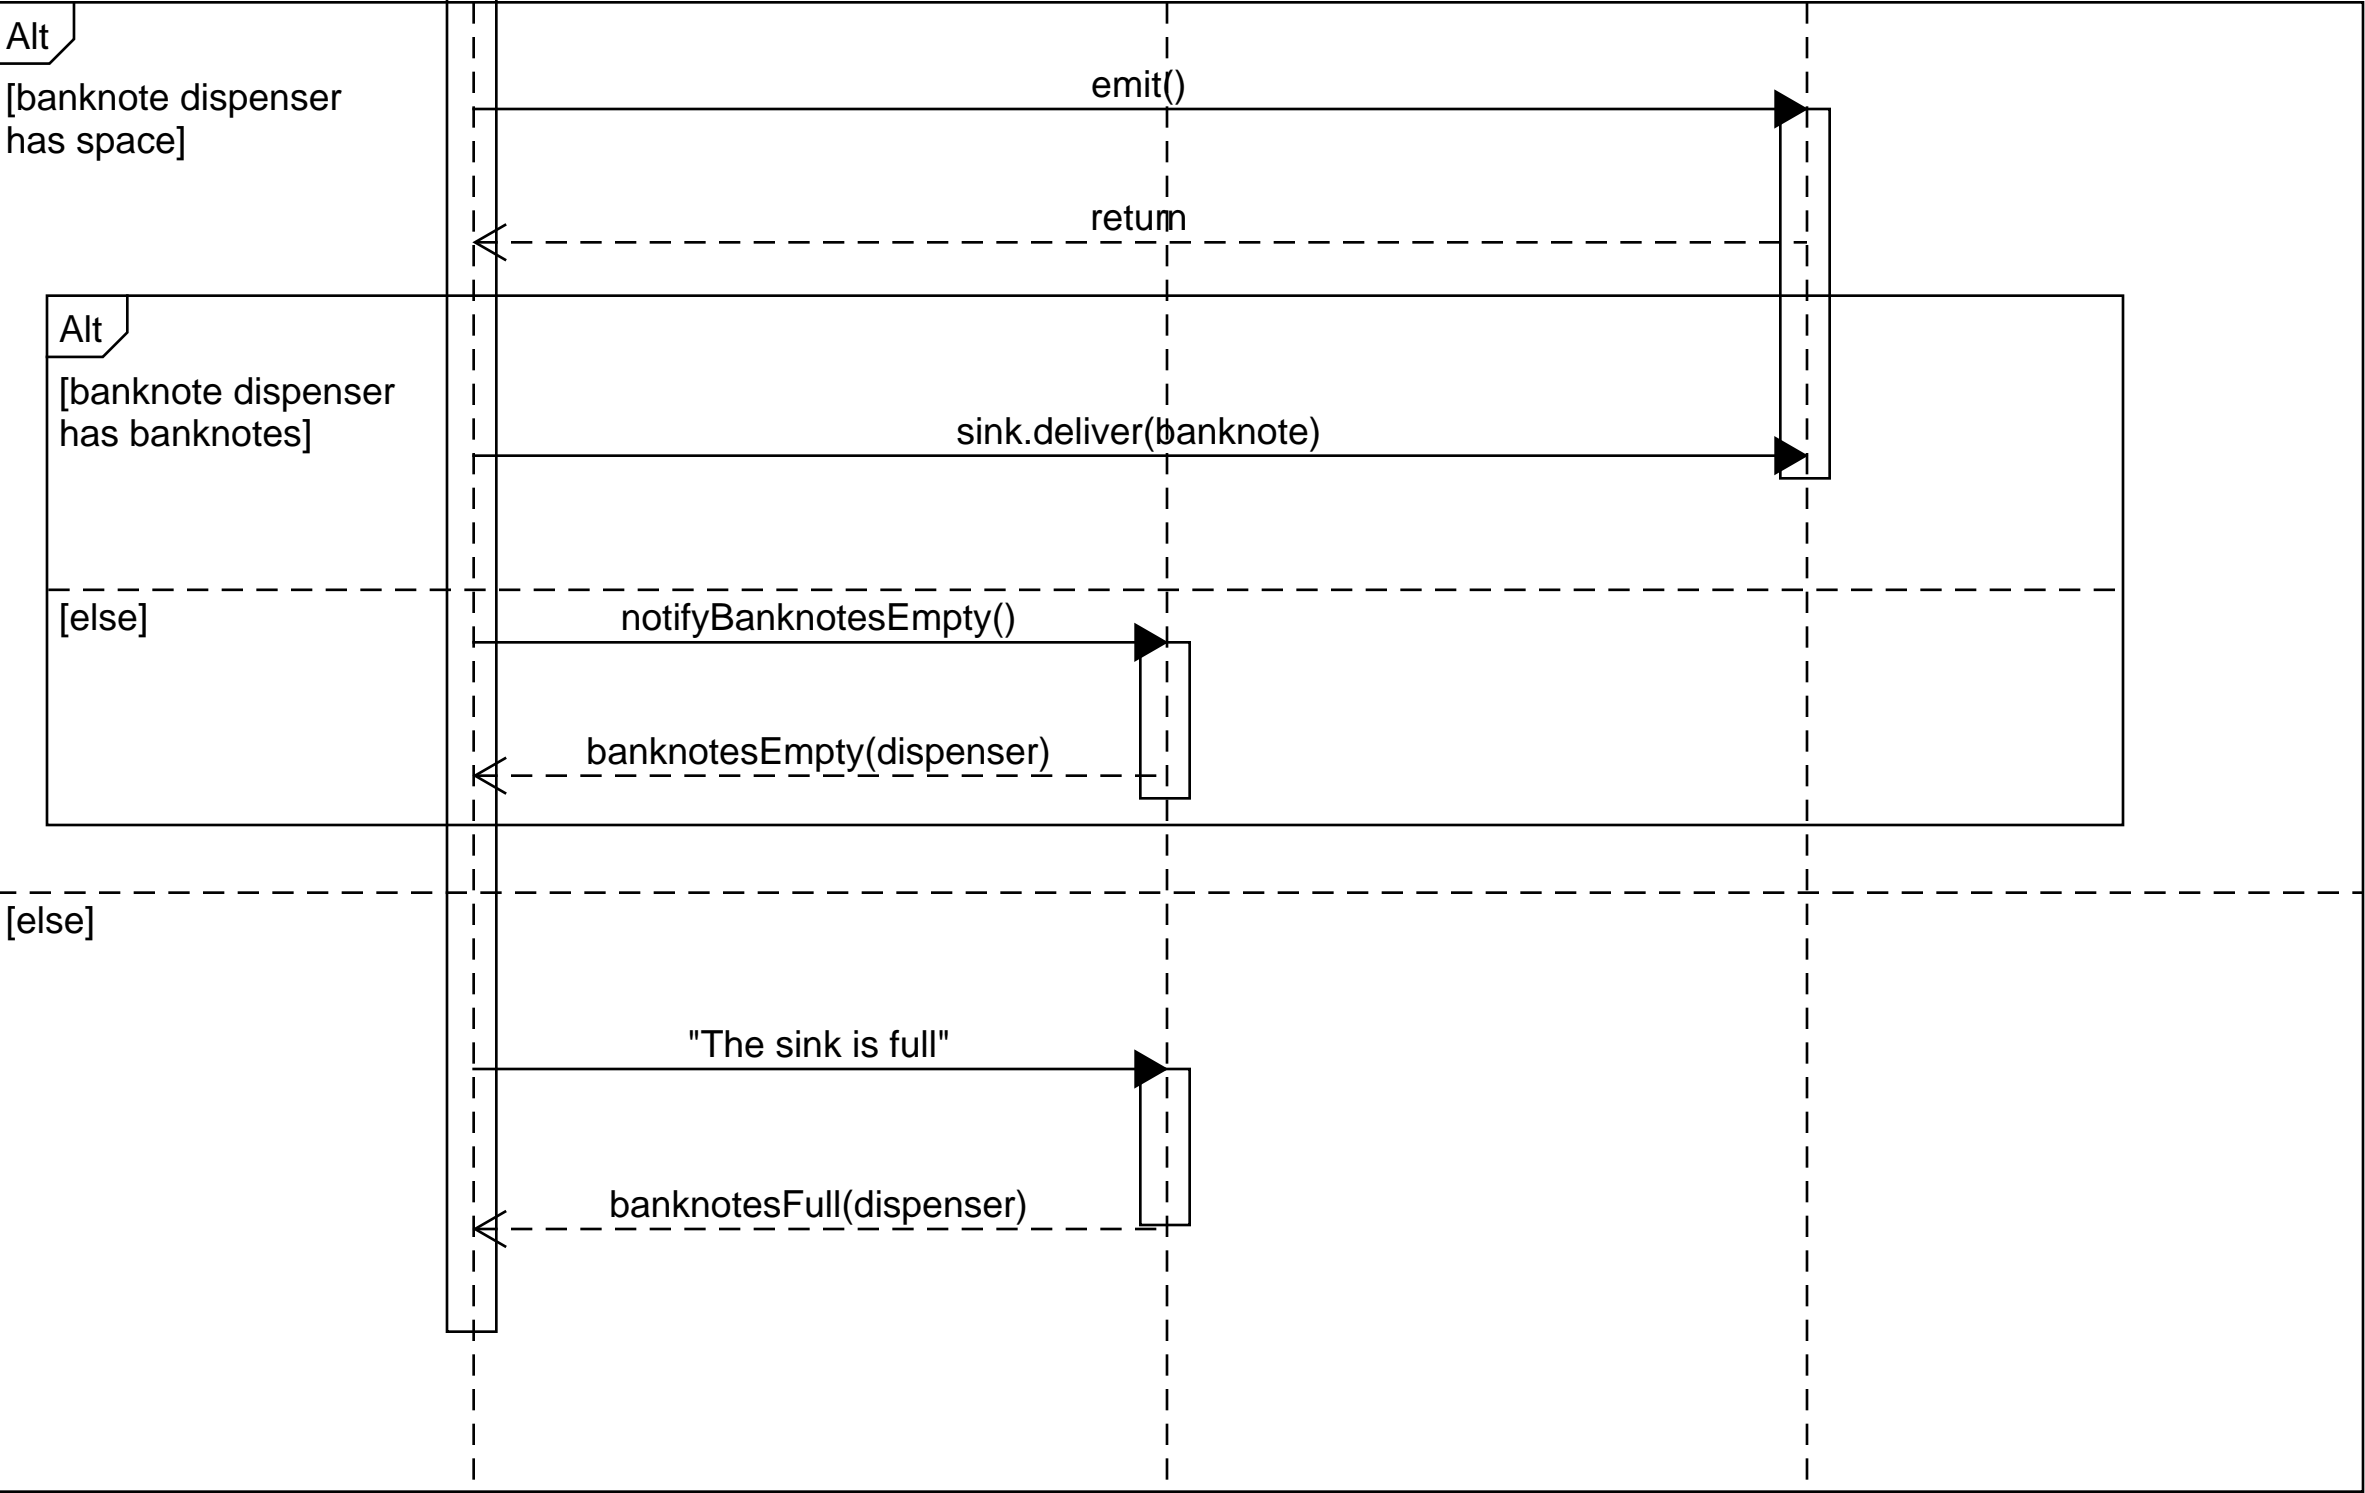 Alt
[banknote dispenser
has space]
emit()
return
Alt
[banknote dispenser
has banknotes]
sink.deliver(banknote)
[else]
notifyBanknotesEmpty()
banknotesEmpty(dispenser)
[else]
"The sink is full"
banknotesFull(dispenser)